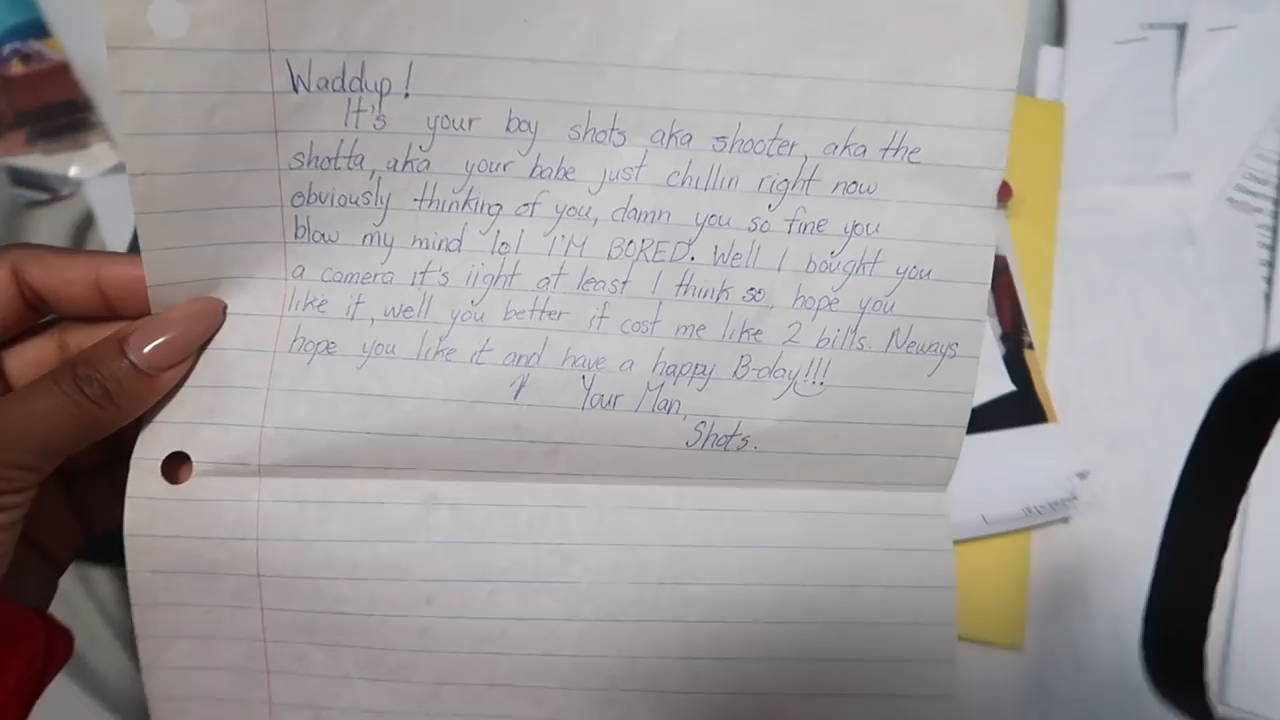 Waddup!
It's your boy shots aka shooter, aka the
shotta, aka your babe just chillin right now
obviously thinking of you, damn you so fine you
blow my mind lol I'M BORED. Well I bought you
a camera it's iight at least I think so, hope you
like it, well you better it cost me like 2 bills. Neways
hope you like it and have a happy B-day!!!
Your Man,
Shots.